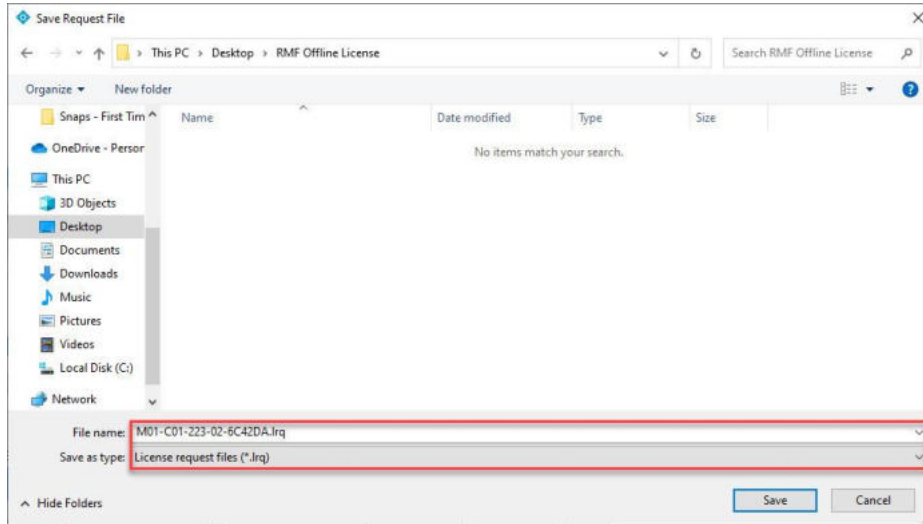 Save Request File
This PC > Desktop > RMF Offline License
Search RMF Offline License
Organize
New folder
Name
Date modified
Type
Size
No items match your search.
Snaps - First Tim
OneDrive - Person
This PC
3D Objects
Desktop
Documents
Downloads
Music
Pictures
Videos
Local Disk (C:)
Network
File name: M01-C01-223-02-6C42DA.lrq
Save as type: License request files (*.lrq)
Hide Folders
Save
Cancel